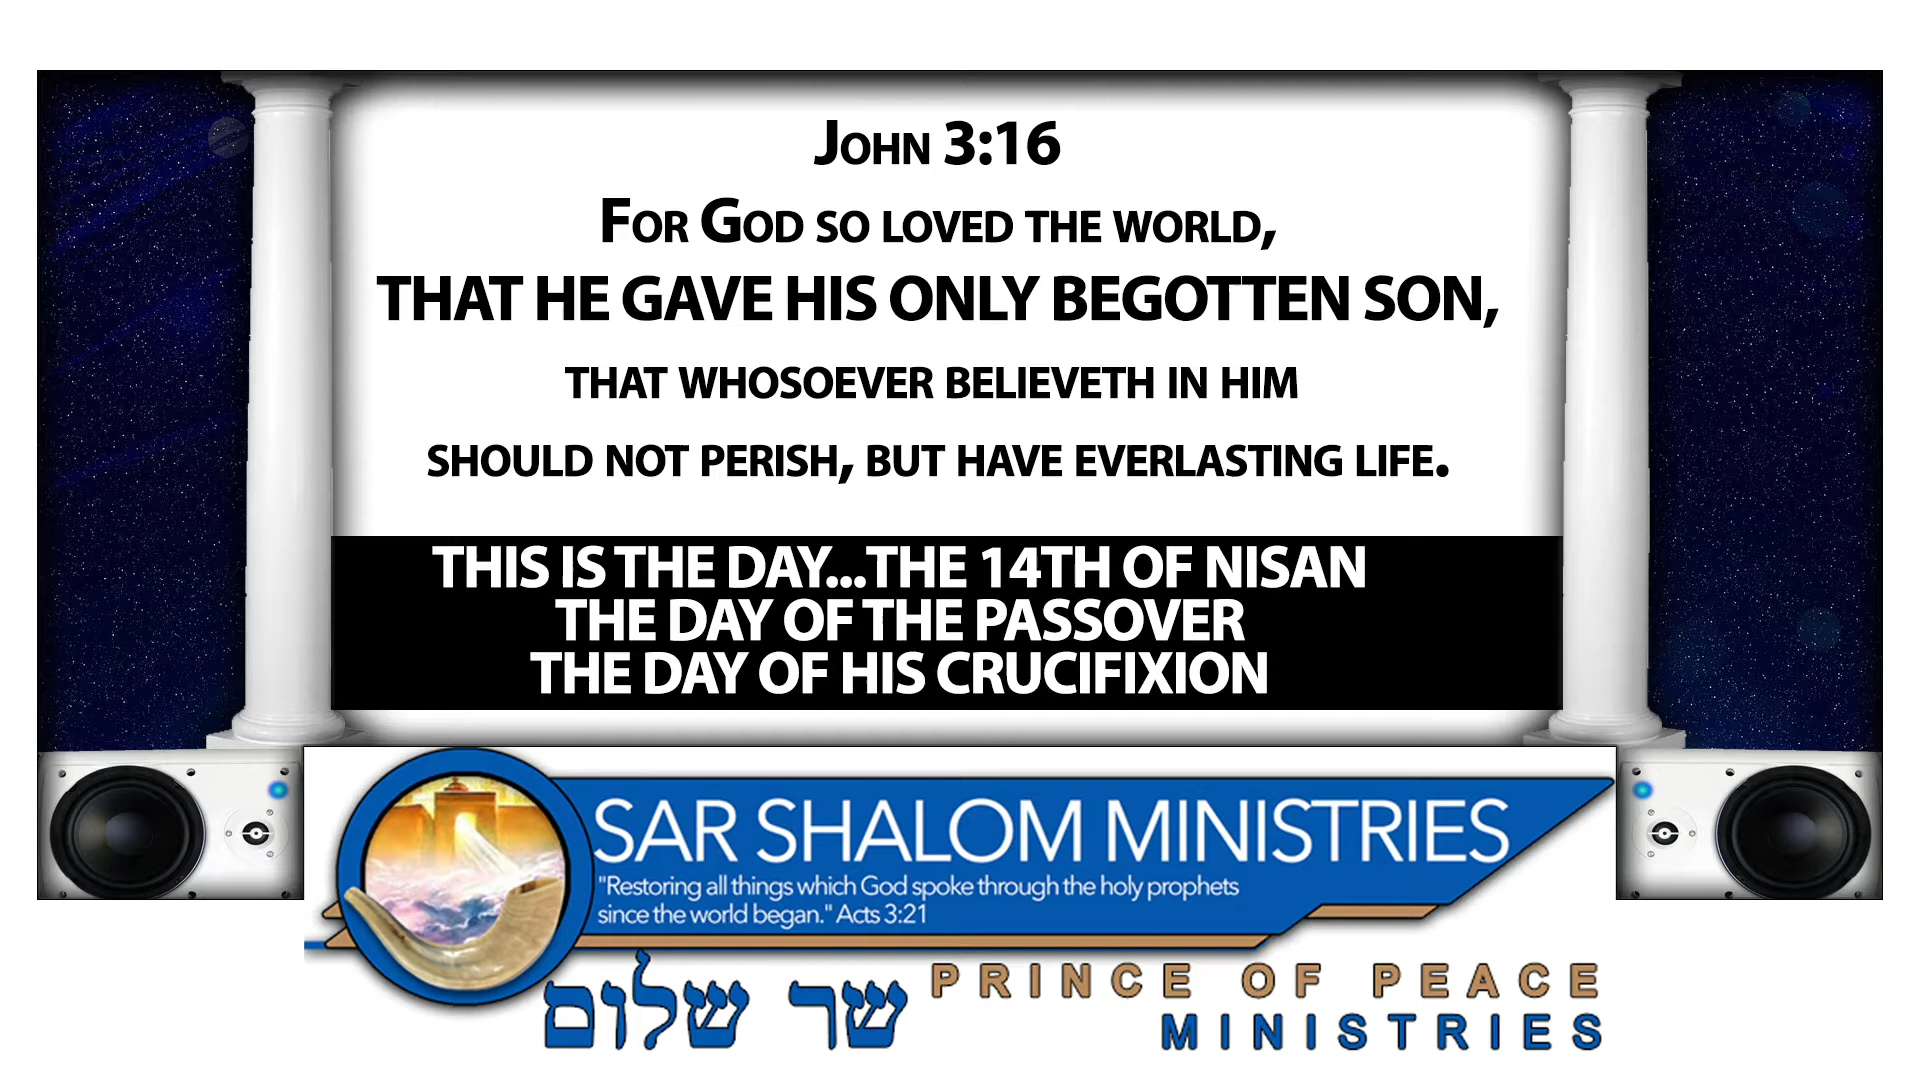 John 3:16
For God so loved the world,
THAT HE GAVE HIS ONLY BEGOTTEN SON,
that whosoever believeth in him
should not perish, but have everlasting life.
THIS IS THE DAY...THE 14TH OF NISAN
THE DAY OF THE PASSOVER
THE DAY OF HIS CRUCIFIXION
SAR SHALOM MINISTRIES
"Restoring all things which God spoke through the holy prophets
since the world began." Acts 3:21
שר שלום
PRINCE OF PEACE
MINISTRIES